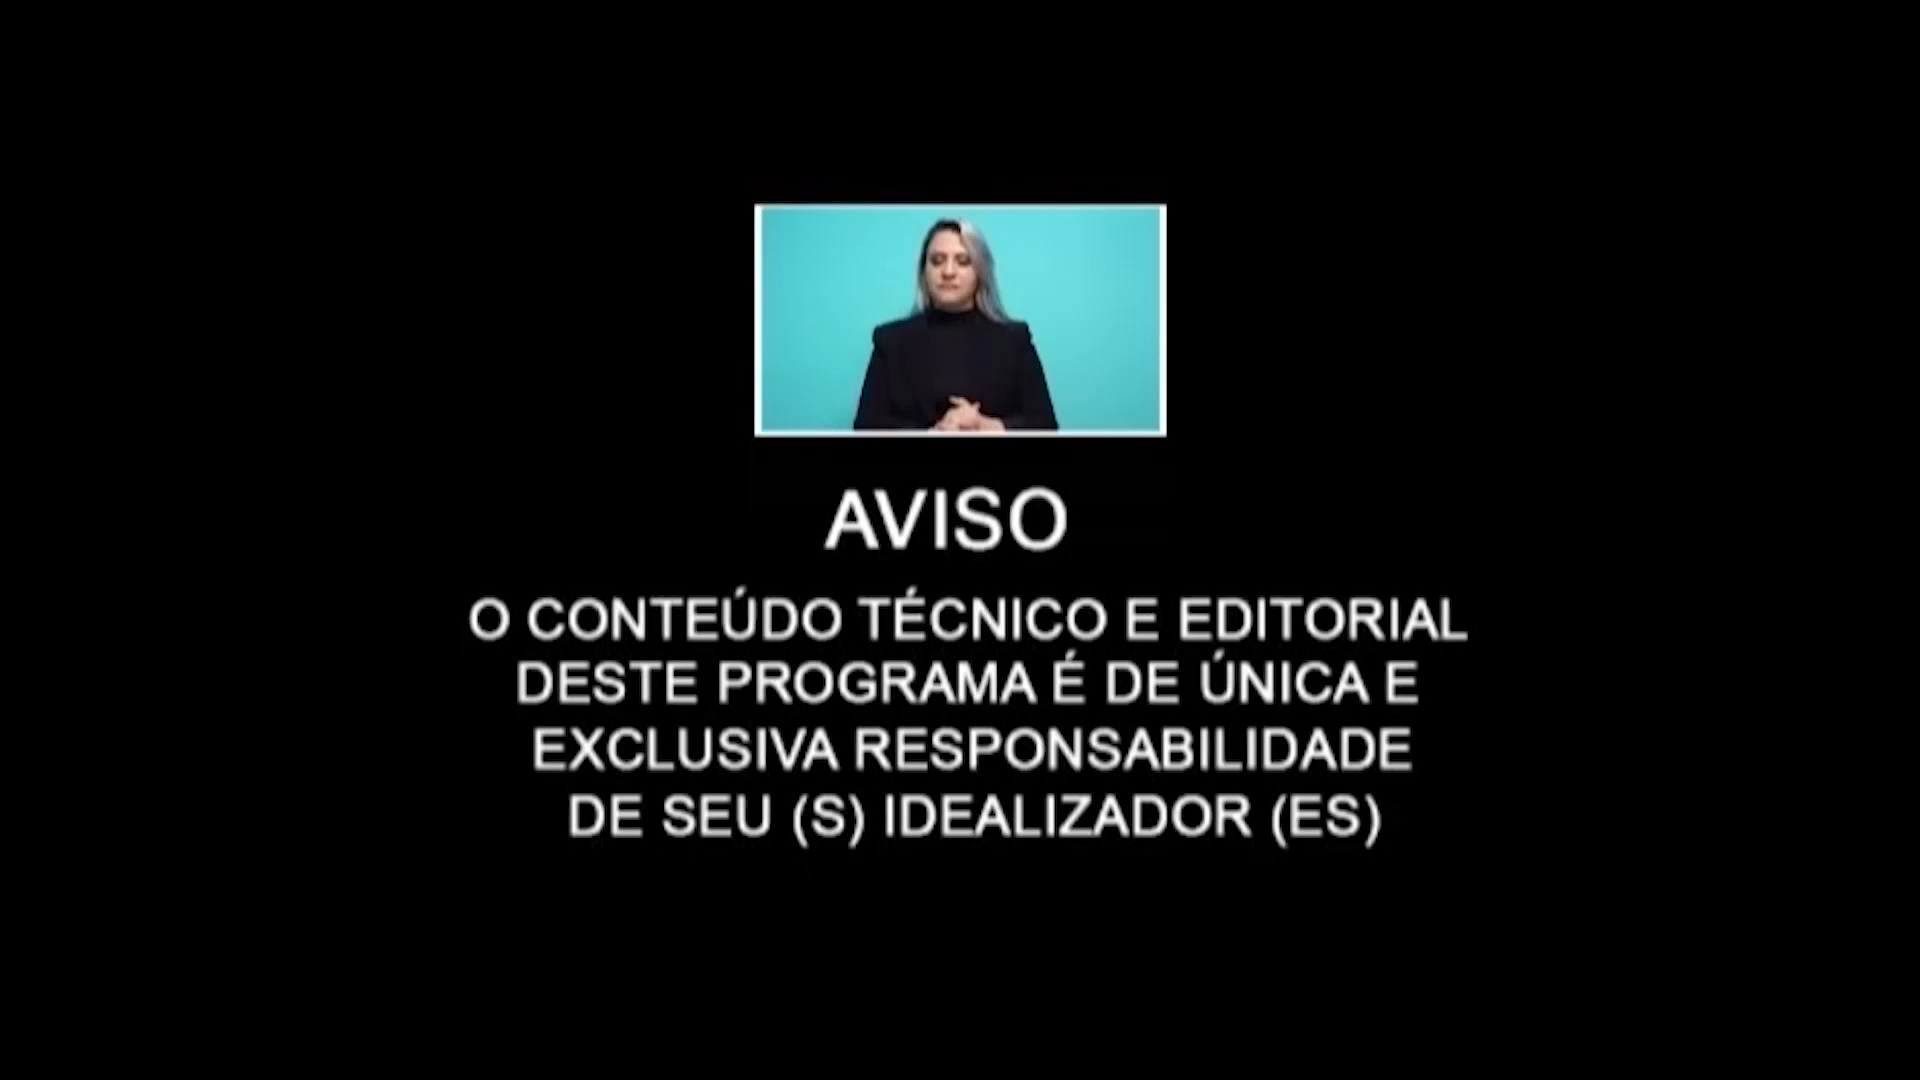 AVISO
O CONTEÚDO TÉCNICO E EDITORIAL
DESTE PROGRAMA É DE ÚNICA E
EXCLUSIVA RESPONSABILIDADE
DE SEU (S) IDEALIZADOR (ES)